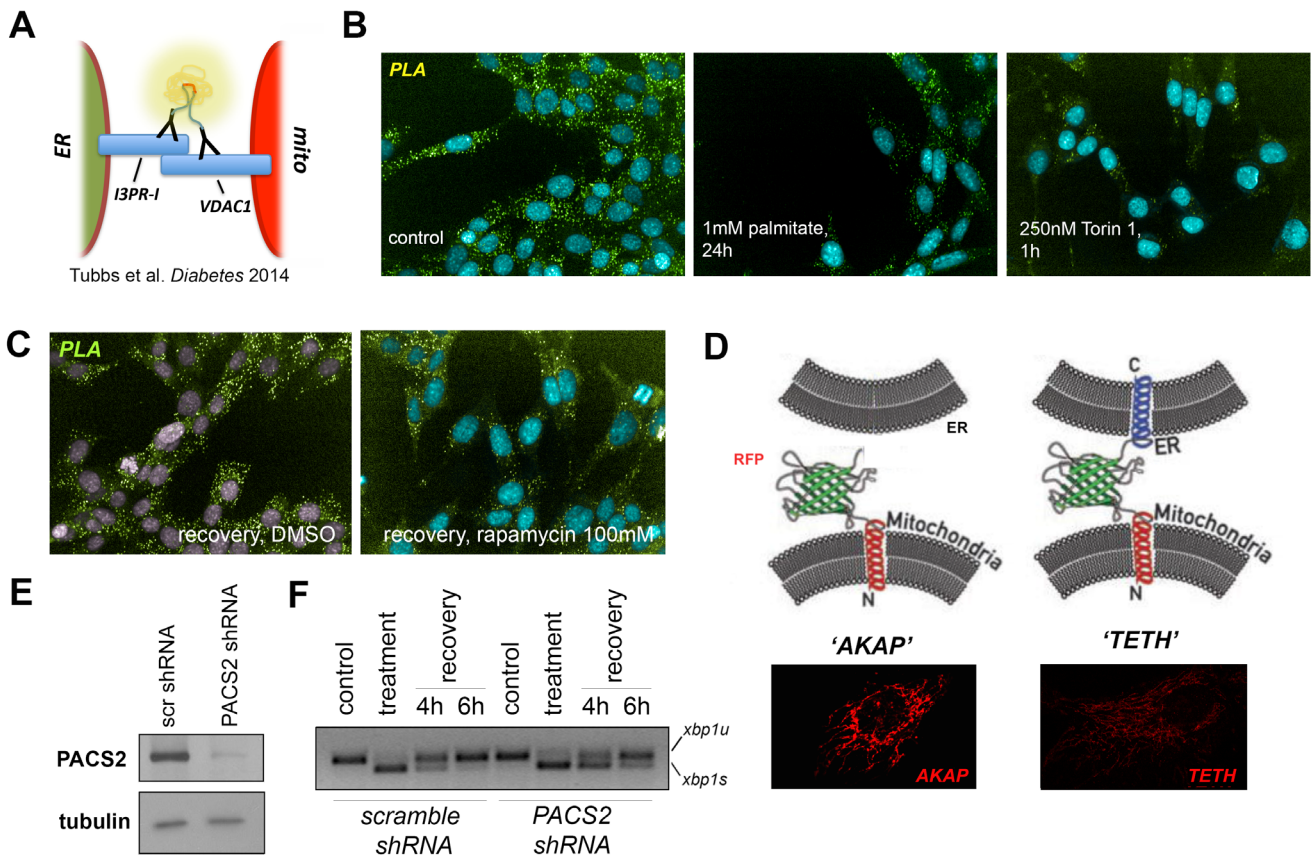 A
ER
mito
I3PR-I
VDAC1
Tubbs et al. Diabetes 2014
B
PLA
control
1mM palmitate,
24h
250nM Torin 1,
1h
C
PLA
recovery, DMSO
recovery, rapamycin 100mM
D
C
ER
ER
RFP
Mitochondria
N
Mitochondria
N
‘AKAP’
‘TETH’
AKAP
TETH
E
scr shRNA
PACS2 shRNA
PACS2
tubulin
F
control
treatment
recovery
4h
6h
control
treatment
recovery
4h
6h
xbp1u
xbp1s
scramble
shRNA
PACS2
shRNA